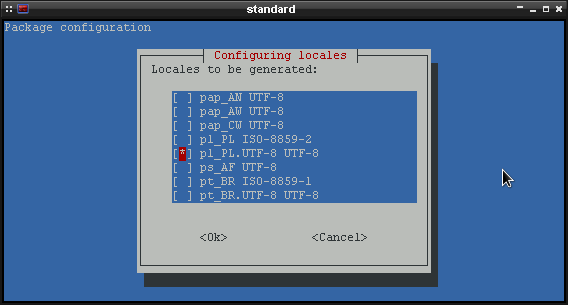 standard
Package configuration
Configuring locales
Locales to be generated:
[ ] pap_AN UTF-8
[ ] pap_AW UTF-8
[ ] pap_CW UTF-8
[ ] pl_PL ISO-8859-2
[*] pl_PL.UTF-8 UTF-8
[ ] ps_AF UTF-8
[ ] pt_BR ISO-8859-1
[ ] pt_BR.UTF-8 UTF-8
<Ok> <Cancel>